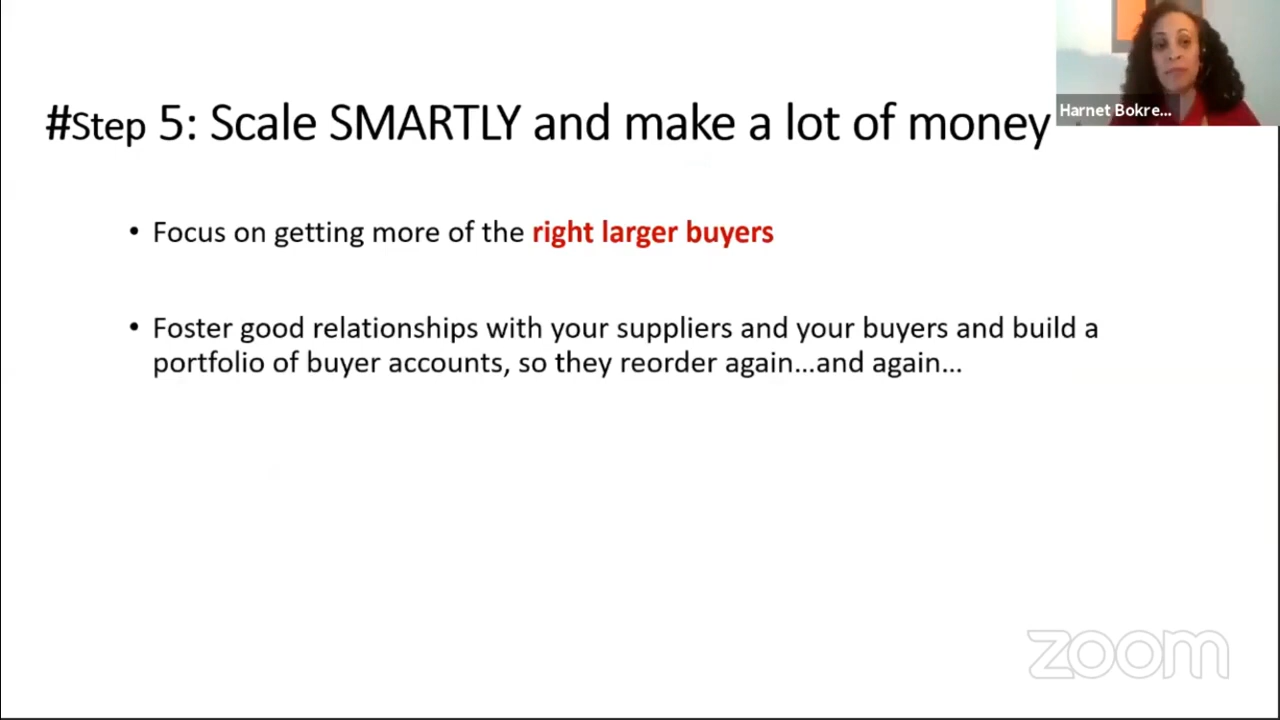 #Step 5: Scale SMARTLY and make a lot of money
Harnet Bokre...
• Focus on getting more of the right larger buyers
• Foster good relationships with your suppliers and your buyers and build a
portfolio of buyer accounts, so they reorder again...and again...
zoom